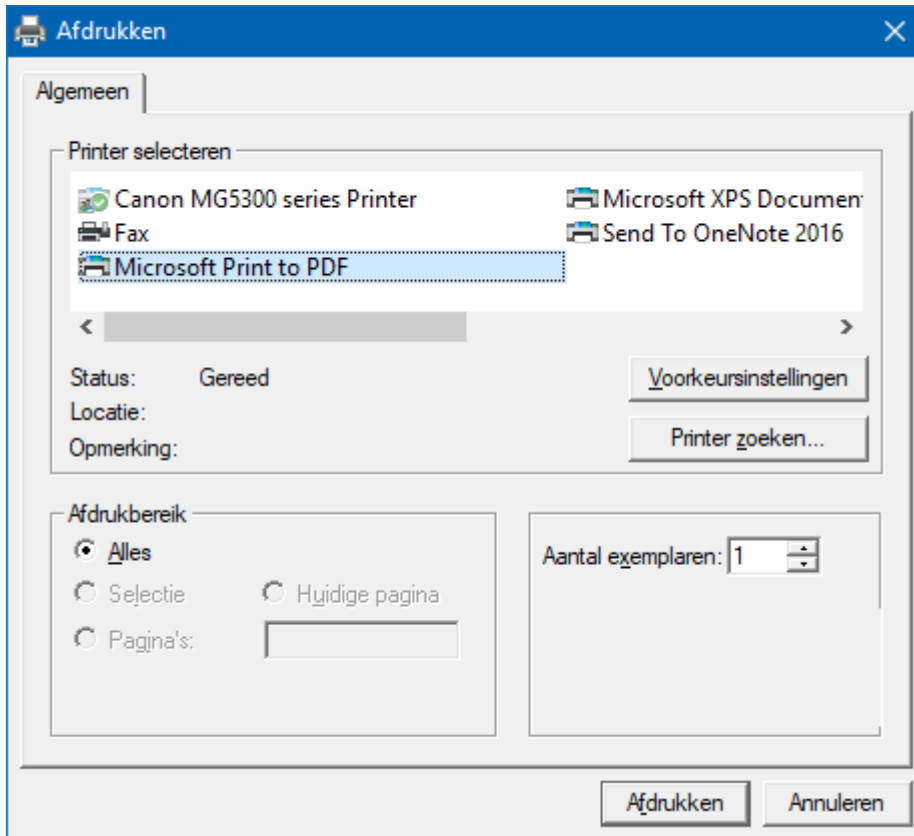 Afdrukken
Algemeen
Printer selecteren
Canon MG5300 series Printer
Microsoft XPS Documen
Fax
Send To OneNote 2016
Microsoft Print to PDF
Status: Gereed
Voorkeursinstellingen
Locatie:
Printer zoeken...
Opmerking:
Afdrukbereik
Alles
Aantal exemplaren: 1
Selectie
Huidige pagina
Pagina's:
Afdrukken
Annuleren